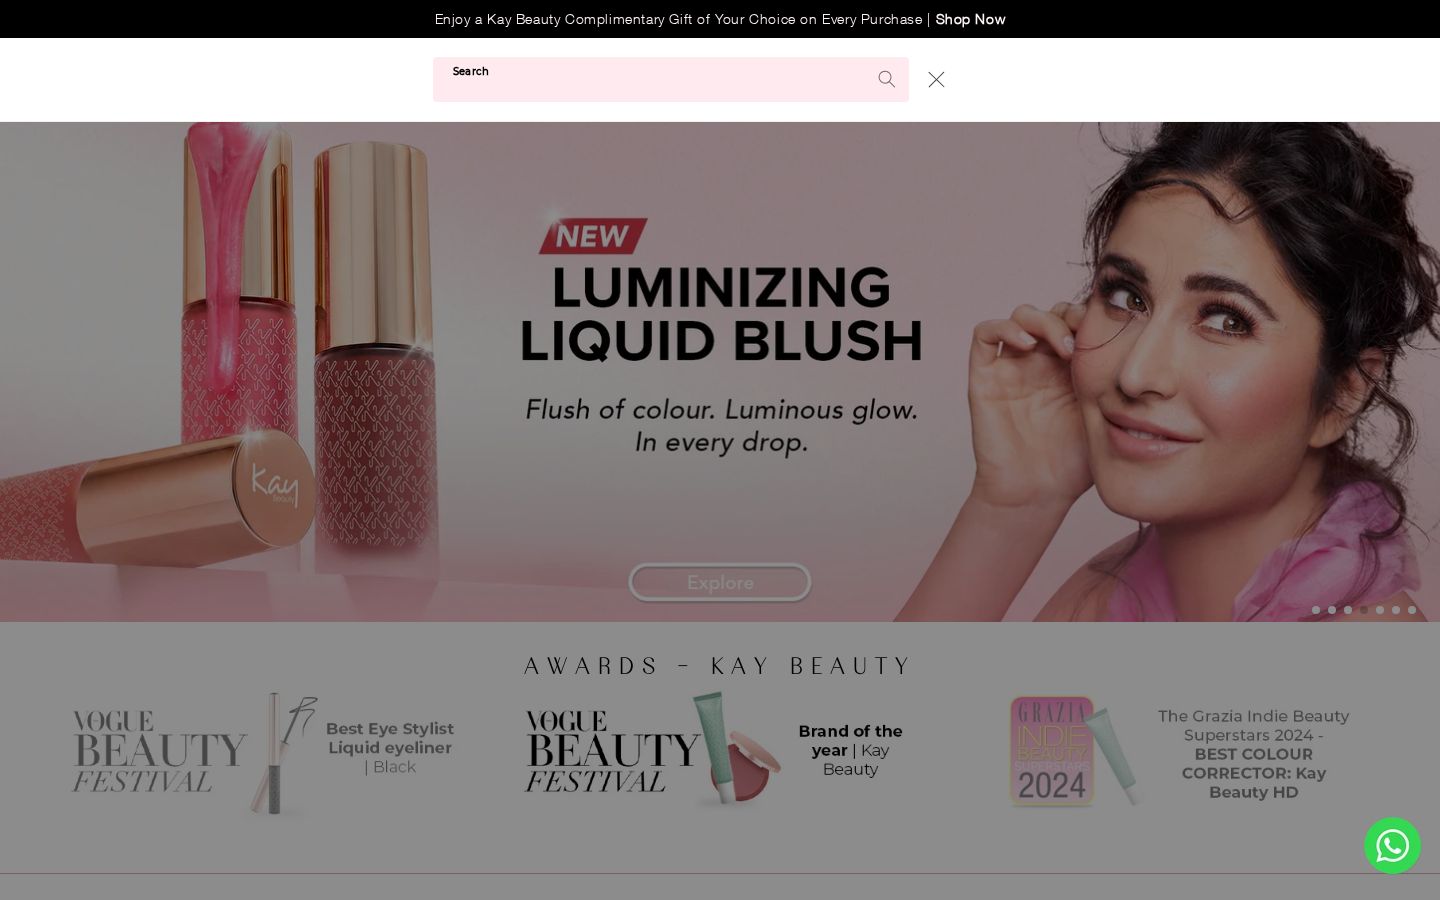 Enjoy a Kay Beauty Complimentary Gift of Your Choice on Every Purchase | Shop Now
Search
NEW
LUMINIZING
LIQUID BLUSH
Flush of colour. Luminous glow.
In every drop.
Kay
Beauty
Explore
AWARDS - KAY BEAUTY
VOGUE
BEAUTY
FESTIVAL
Best Eye Stylist
Liquid eyeliner
| Black
VOGUE
BEAUTY
FESTIVAL
Brand of the
year | Kay
Beauty
GRAZIA
INDIE
BEAUTY
SUPERSTARS
2024
The Grazia Indie Beauty
Superstars 2024 -
BEST COLOUR
CORRECTOR: Kay
Beauty HD